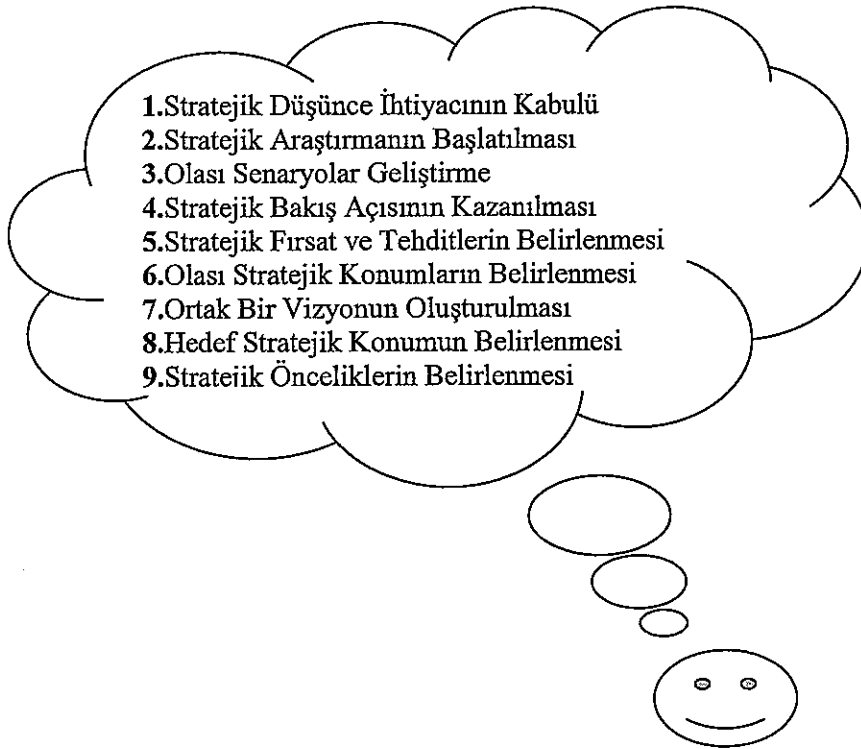 1.Stratejik Düşünce İhtiyacının Kabulü
2.Stratejik Araştırmanın Başlatılması
3.Olası Senaryolar Geliştirme
4.Stratejik Bakış Açısının Kazanılması
5.Stratejik Fırsat ve Tehditlerin Belirlenmesi
6.Olası Stratejik Konumların Belirlenmesi
7.Ortak Bir Vizyonun Oluşturulması
8.Hedef Stratejik Konumun Belirlenmesi
9.Stratejik Önceliklerin Belirlenmesi